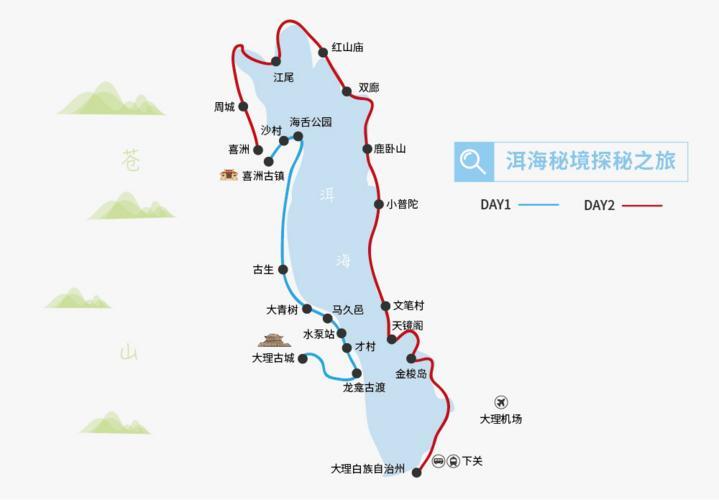 红山庙
江尾
双廊
周城
海舌公园
沙村
喜洲
鹿卧山
苍
洱海秘境探秘之旅
喜洲古镇
洱
小普陀
DAY1
DAY2
海
古生
大青树
马久邑
文笔村
天镜阁
水泵站
才村
山
大理古城
金梭岛
龙龛古渡
大理机场
下关
大理白族自治州